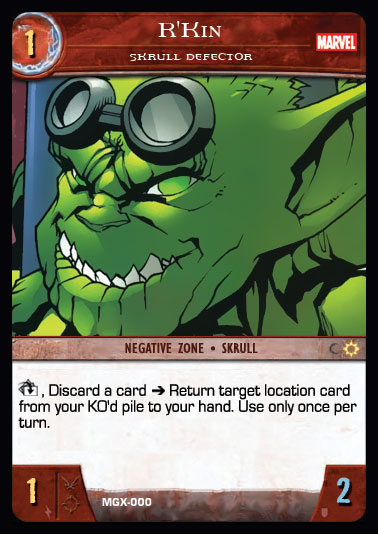 1
R'Kin
MARVEL
SKRULL DEFECTOR
NEGATIVE ZONE • SKRULL
C
, Discard a card ➔ Return target location card
from your KO'd pile to your hand. Use only once per
turn.
1
MGX-000
2